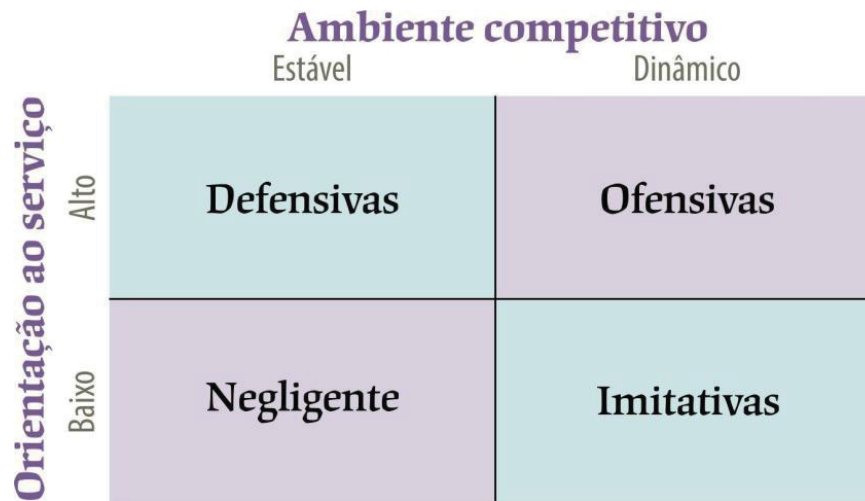 Ambiente competitivo
Estável Dinâmico
Orientação ao serviço
Alto
Defensivas Ofensivas
Baixo
Negligente Imitativas